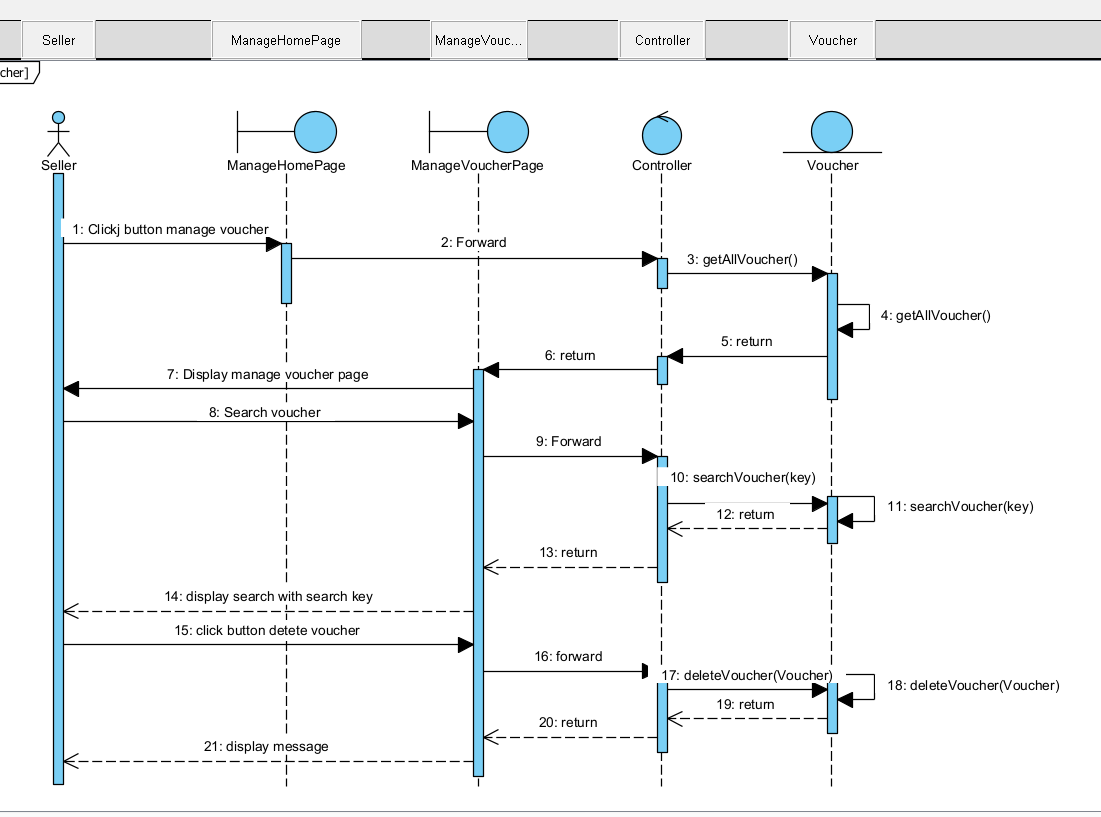 Seller
ManageHomePage
ManageVouc...
Controller
Voucher
cher]
Seller
ManageHomePage
ManageVoucherPage
Controller
Voucher
1: Clickj button manage voucher
2: Forward
3: getAllVoucher()
4: getAllVoucher()
5: return
6: return
7: Display manage voucher page
8: Search voucher
9: Forward
10: searchVoucher(key)
11: searchVoucher(key)
12: return
13: return
14: display search with search key
15: click button detete voucher
16: forward
17: deleteVoucher(Voucher)
18: deleteVoucher(Voucher)
19: return
20: return
21: display message